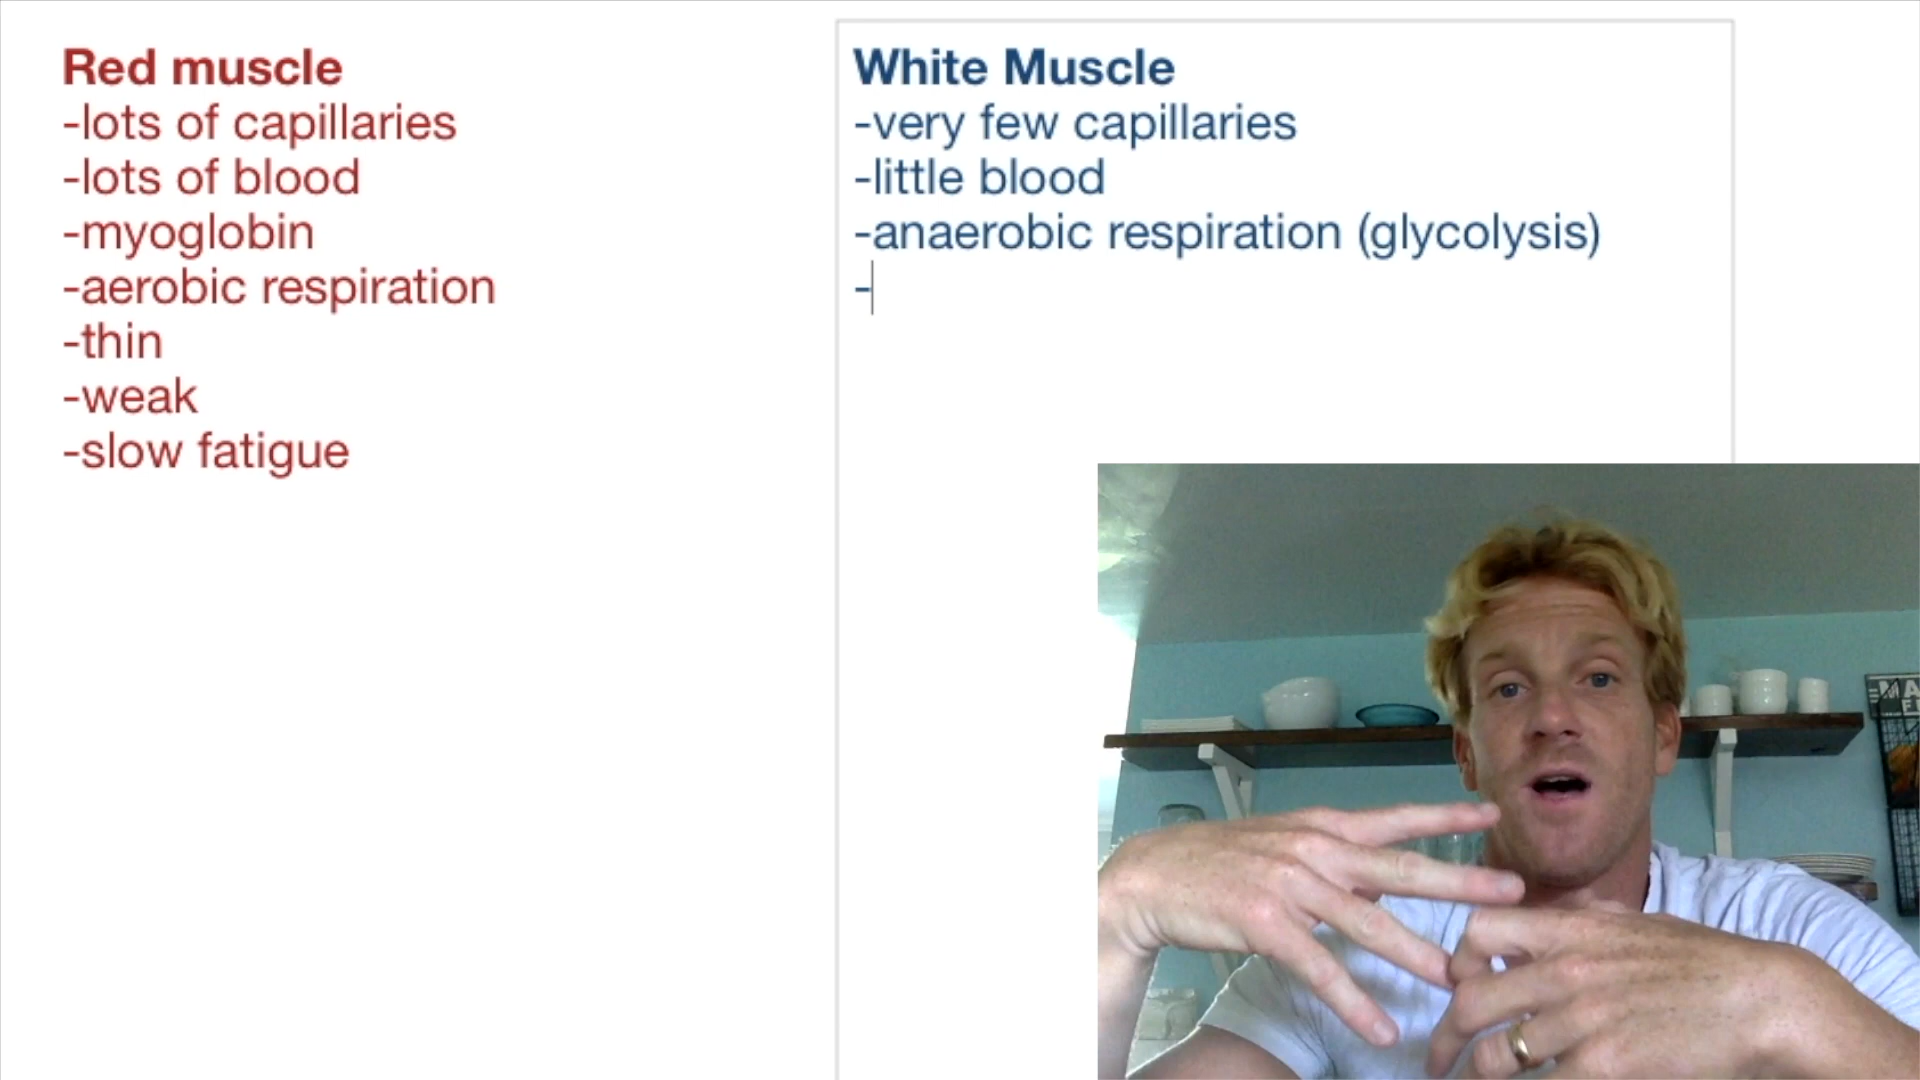 Red muscle
-lots of capillaries
-lots of blood
-myoglobin
-aerobic respiration
-thin
-weak
-slow fatigue
White Muscle
-very few capillaries
-little blood
-anaerobic respiration (glycolysis)
-